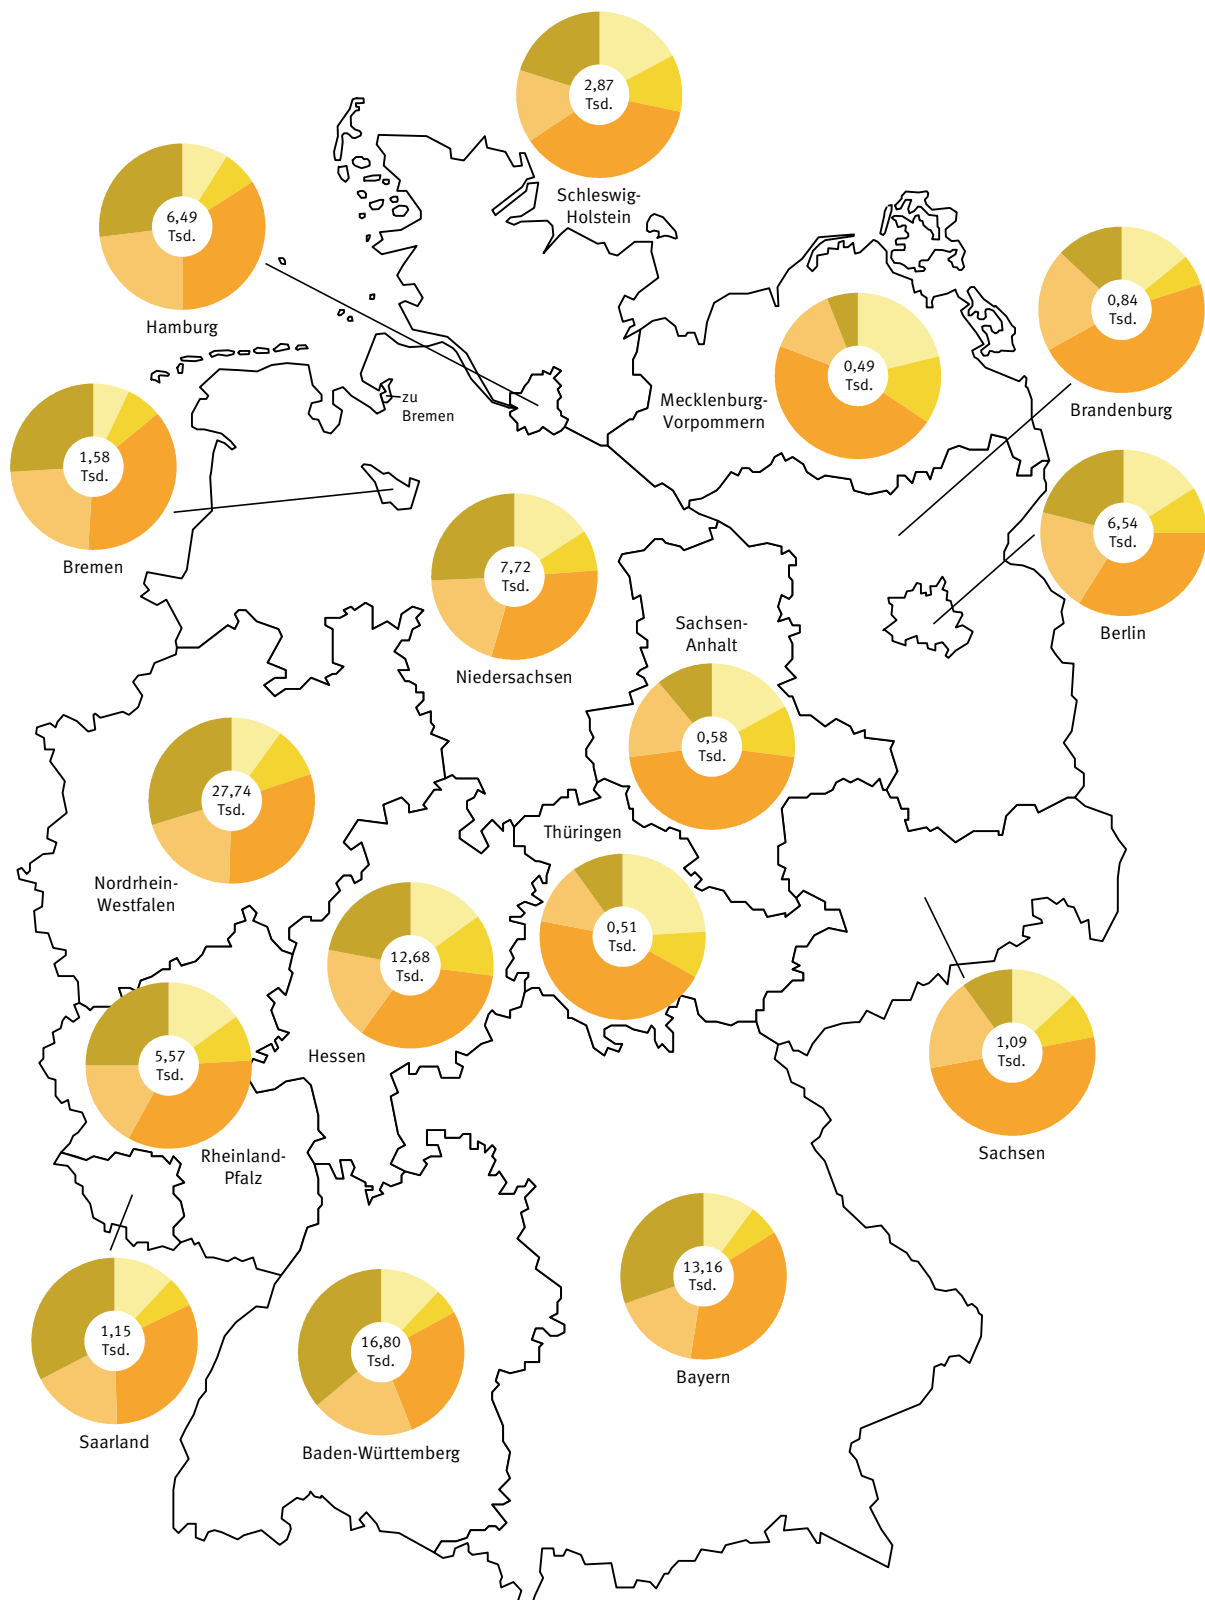 2,87
Tsd.
Schleswig-
Holstein
6,49
Tsd.
Hamburg
0,84
Tsd.
Brandenburg
0,49
Tsd.
Mecklenburg-
Vorpommern
zu
Bremen
1,58
Tsd.
Bremen
6,54
Tsd.
Berlin
7,72
Tsd.
Niedersachsen
Sachsen-
Anhalt
0,58
Tsd.
27,74
Tsd.
Nordrhein-
Westfalen
Thüringen
0,51
Tsd.
12,68
Tsd.
Hessen
5,57
Tsd.
Rheinland-
Pfalz
1,09
Tsd.
Sachsen
13,16
Tsd.
Bayern
1,15
Tsd.
Saarland
16,80
Tsd.
Baden-Württemberg